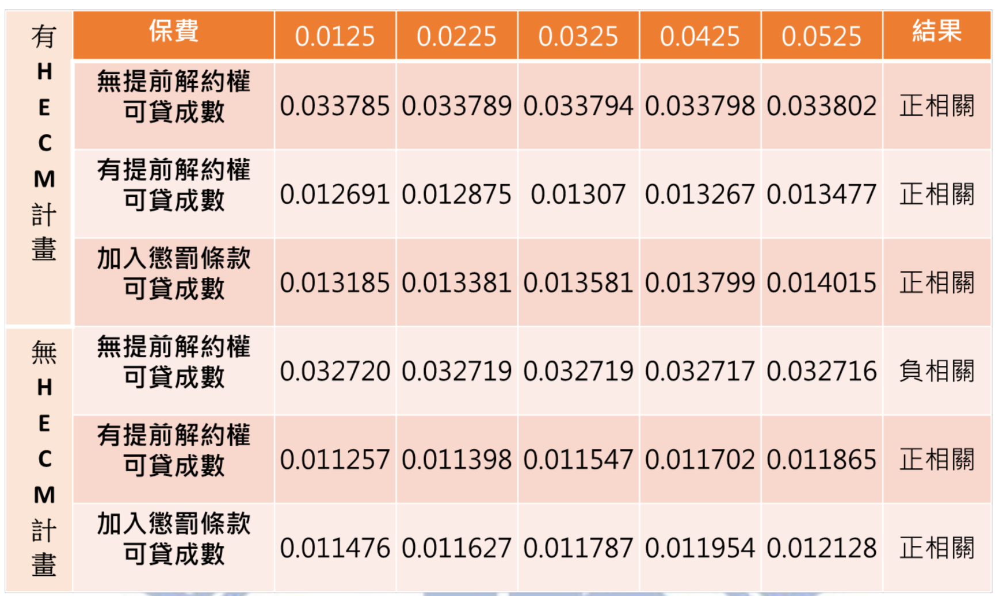 有HECM計畫
保費 0.0125 0.0225 0.0325 0.0425 0.0525 結果
無提前解約權
可貸成數 0.033785 0.033789 0.033794 0.033798 0.033802 正相關
有提前解約權
可貸成數 0.012691 0.012875 0.01307 0.013267 0.013477 正相關
加入懲罰條款
可貸成數 0.013185 0.013381 0.013581 0.013799 0.014015 正相關
無HECM計畫
無提前解約權
可貸成數 0.032720 0.032719 0.032719 0.032717 0.032716 負相關
有提前解約權
可貸成數 0.011257 0.011398 0.011547 0.011702 0.011865 正相關
加入懲罰條款
可貸成數 0.011476 0.011627 0.011787 0.011954 0.012128 正相關